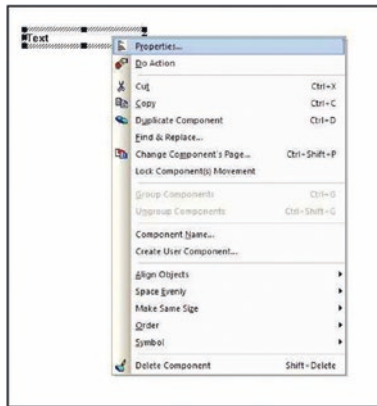 Text
Properties...
Do Action
Cut Ctrl+X
Copy Ctrl+C
Duplicate Component Ctrl+D
Find & Replace...
Change Component's Page... Ctrl+Shift+P
Lock Component(s) Movement
Group Components Ctrl+G
Ungroup Components Ctrl+Shift+G
Component Name...
Create User Component...
Align Objects
Space Evenly
Make Same Size
Order
Symbol
Delete Component Shift+Delete